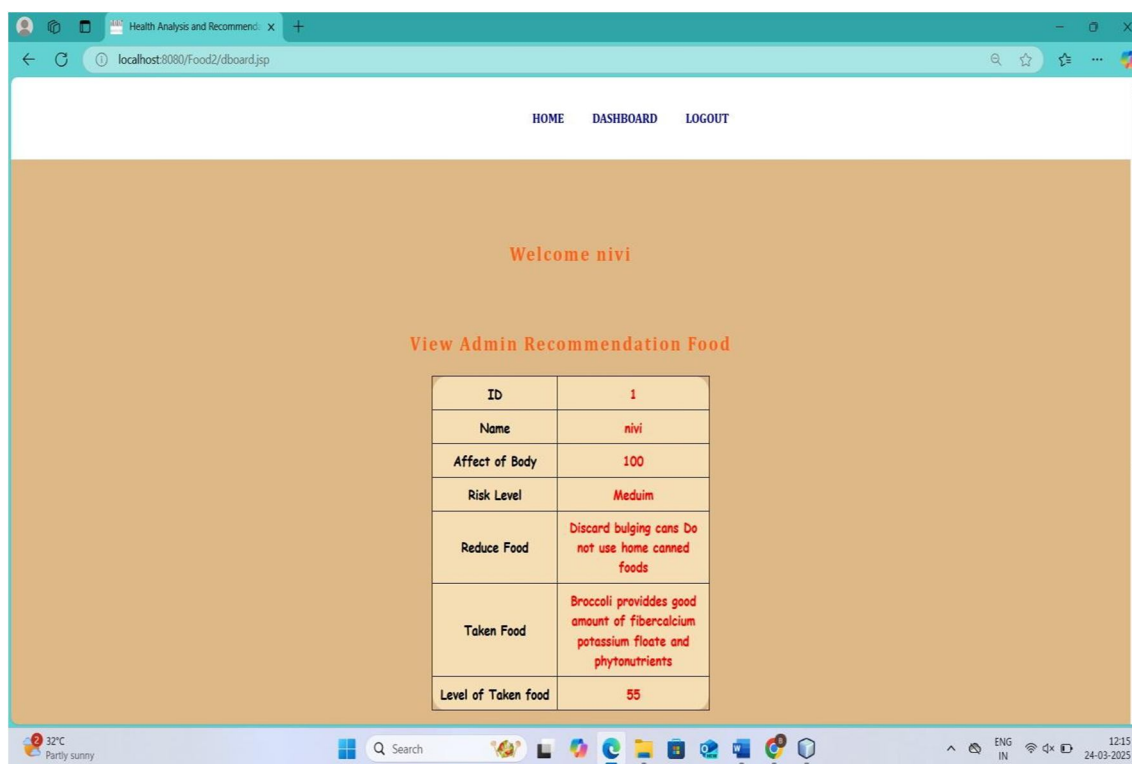 Health Analysis and Recommend
localhost:8080/Food2/dboard.jsp
HOME DASHBOARD LOGOUT
Welcome nivi
View Admin Recommendation Food
ID 1
Name nivi
Affect of Body 100
Risk Level Meduim
Reduce Food Discard bulging cans Do
not use home canned
foods
Taken Food Broccoli providdes good
amount of fibercalcium
potassium floate and
phytonutrients
Level of Taken food 55
2
32°C
Partly sunny
Search
ENG
IN
12:15
24-03-2025